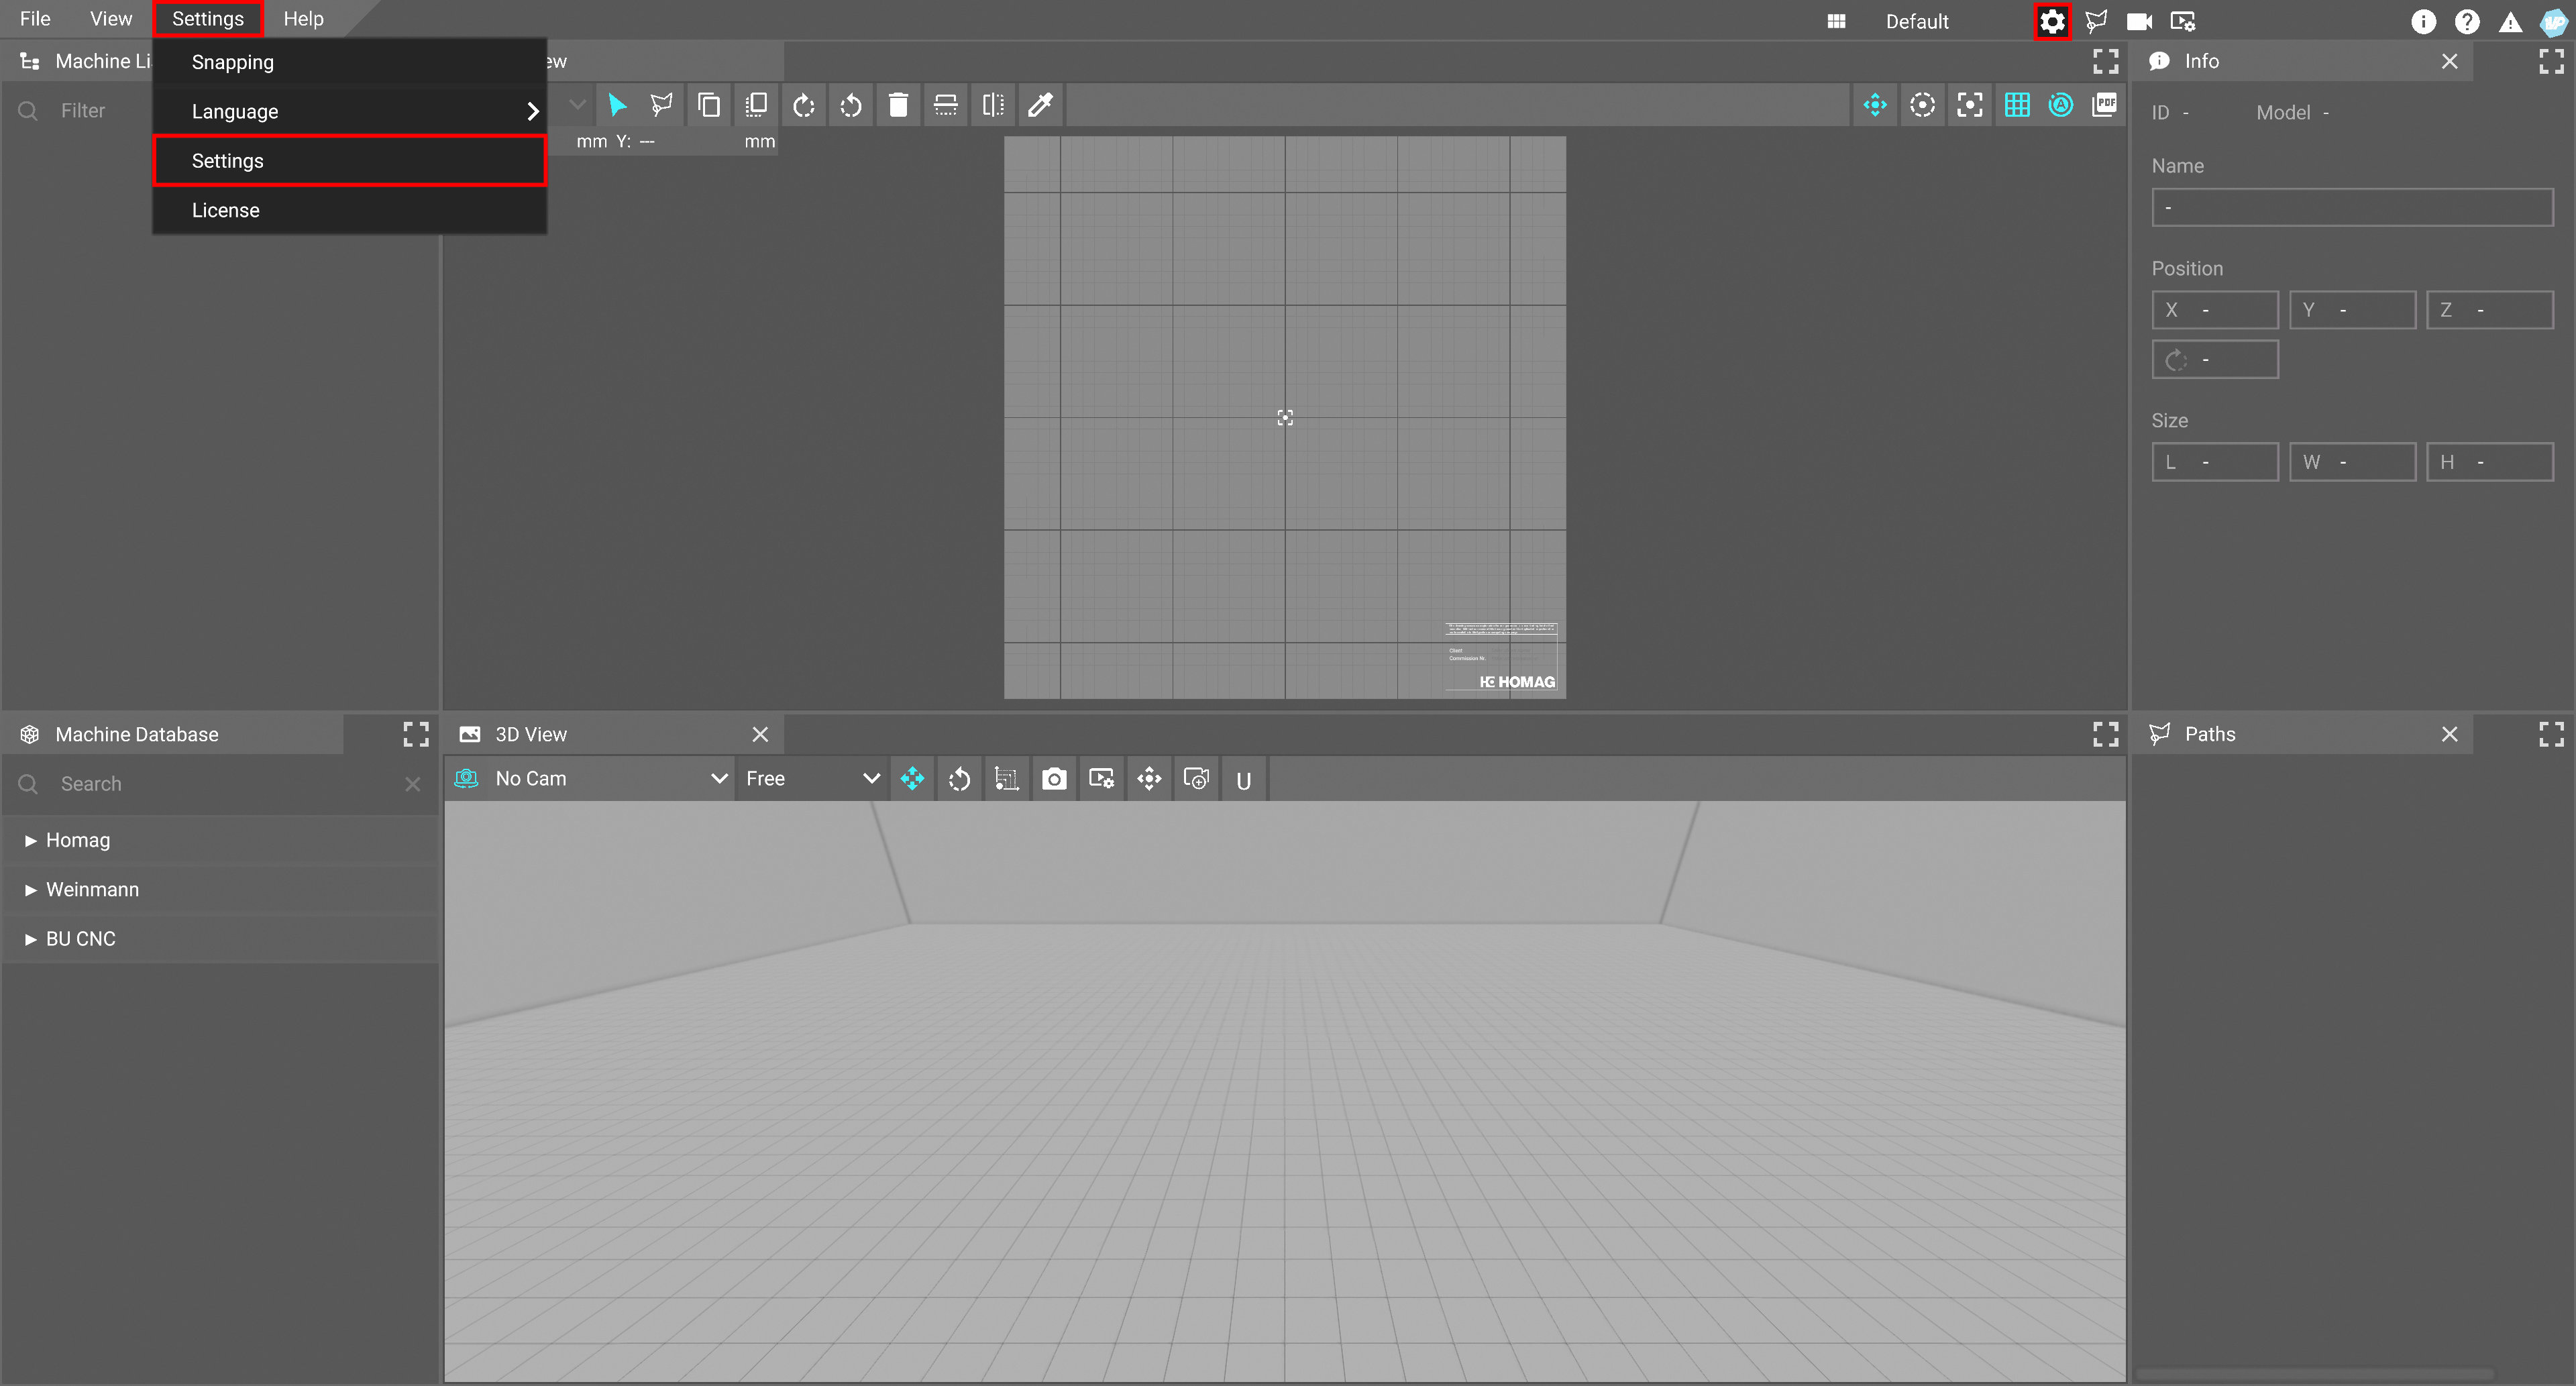 File View Settings Help Default
Machine Li ew Info
Snapping
Filter
Language
ID - Model -
PDF
mm Y: --- mm
Settings
Name
-
License
Position
X - Y - Z -
-
Size
L - W - H -
Client
Commission Nr.
HOMAG
Machine Database 3D View Paths
Search No Cam Free U
Homag
Weinmann
BU CNC